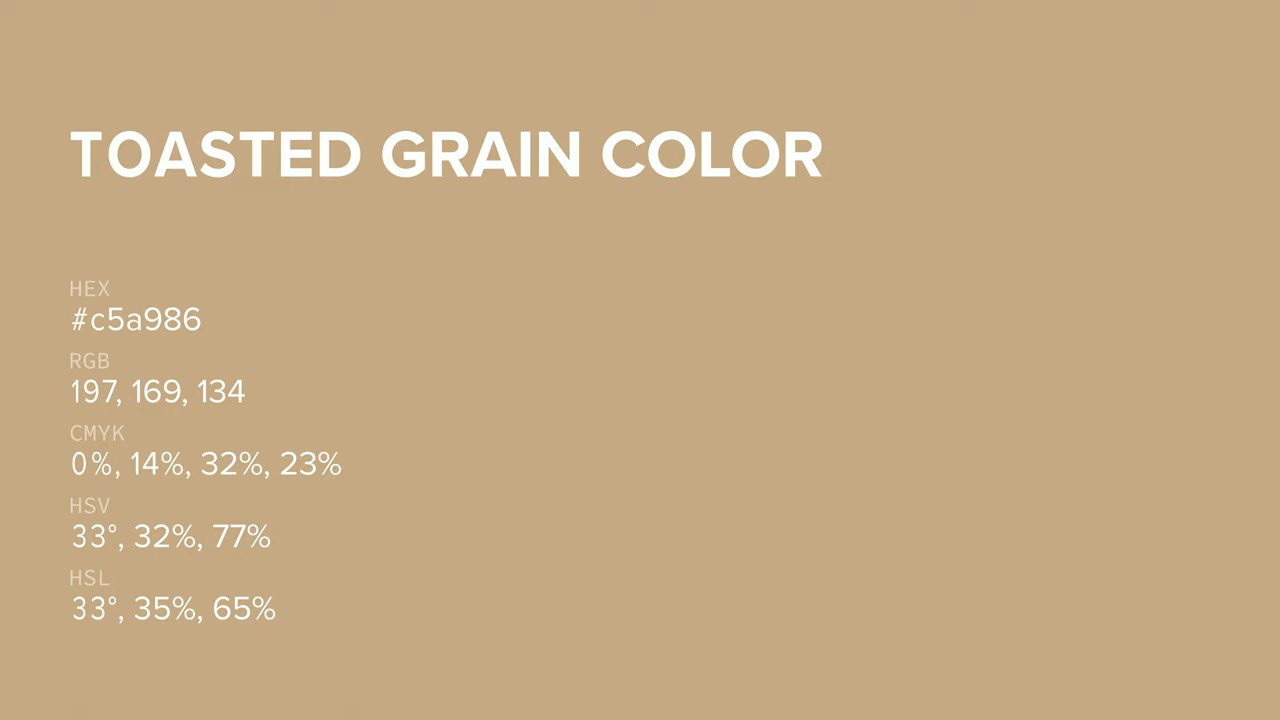 TOASTED GRAIN COLOR
HEX
#c5a986
RGB
197, 169, 134
CMYK
0%, 14%, 32%, 23%
HSV
33°, 32%, 77%
HSL
33°, 35%, 65%